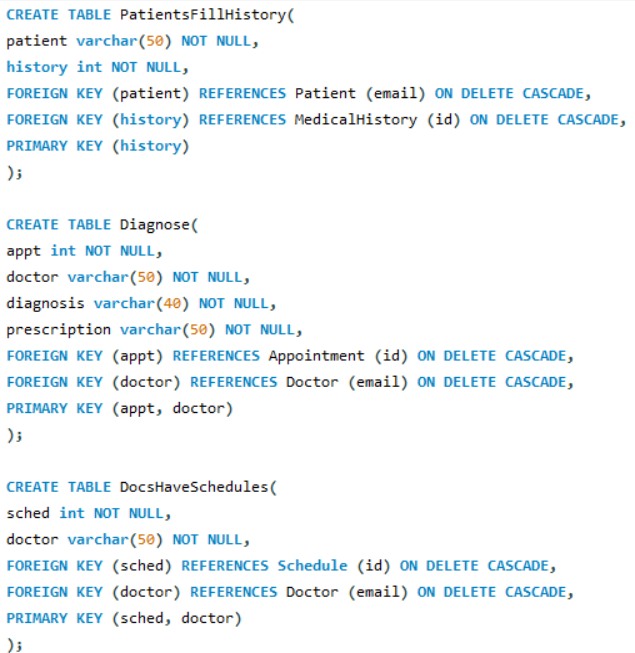 CREATE TABLE PatientsFillHistory(
patient varchar(50) NOT NULL,
history int NOT NULL,
FOREIGN KEY (patient) REFERENCES Patient (email) ON DELETE CASCADE,
FOREIGN KEY (history) REFERENCES MedicalHistory (id) ON DELETE CASCADE,
PRIMARY KEY (history)
);
CREATE TABLE Diagnose(
appt int NOT NULL,
doctor varchar(50) NOT NULL,
diagnosis varchar(40) NOT NULL,
prescription varchar(50) NOT NULL,
FOREIGN KEY (appt) REFERENCES Appointment (id) ON DELETE CASCADE,
FOREIGN KEY (doctor) REFERENCES Doctor (email) ON DELETE CASCADE,
PRIMARY KEY (appt, doctor)
);
CREATE TABLE DocsHaveSchedules(
sched int NOT NULL,
doctor varchar(50) NOT NULL,
FOREIGN KEY (sched) REFERENCES Schedule (id) ON DELETE CASCADE,
FOREIGN KEY (doctor) REFERENCES Doctor (email) ON DELETE CASCADE,
PRIMARY KEY (sched, doctor)
);